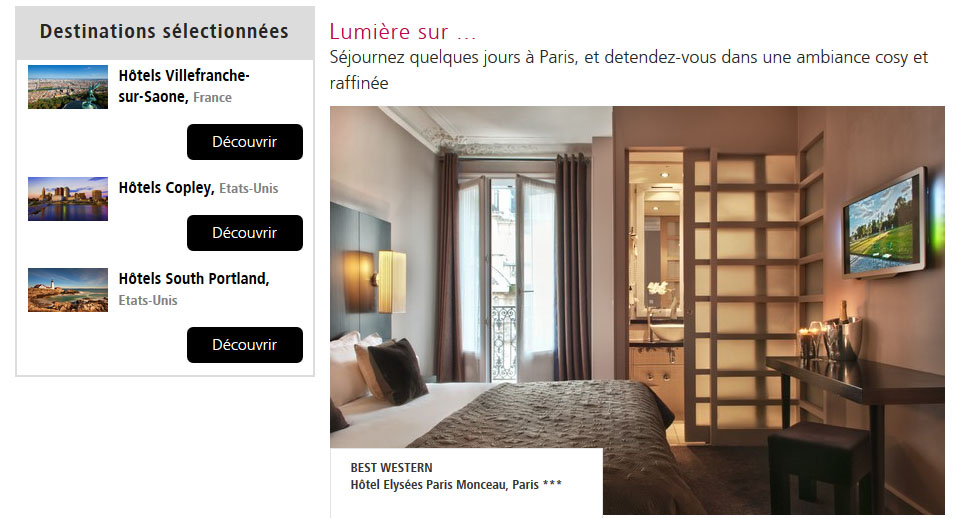 Destinations sélectionnées
Hôtels Villefranche-
sur-Saone, France
Découvrir
Hôtels Copley, Etats-Unis
Découvrir
Hôtels South Portland,
Etats-Unis
Découvrir
Lumière sur ...
Séjournez quelques jours à Paris, et detendez-vous dans une ambiance cosy et
raffinée
BEST WESTERN
Hôtel Elysées Paris Monceau, Paris ***